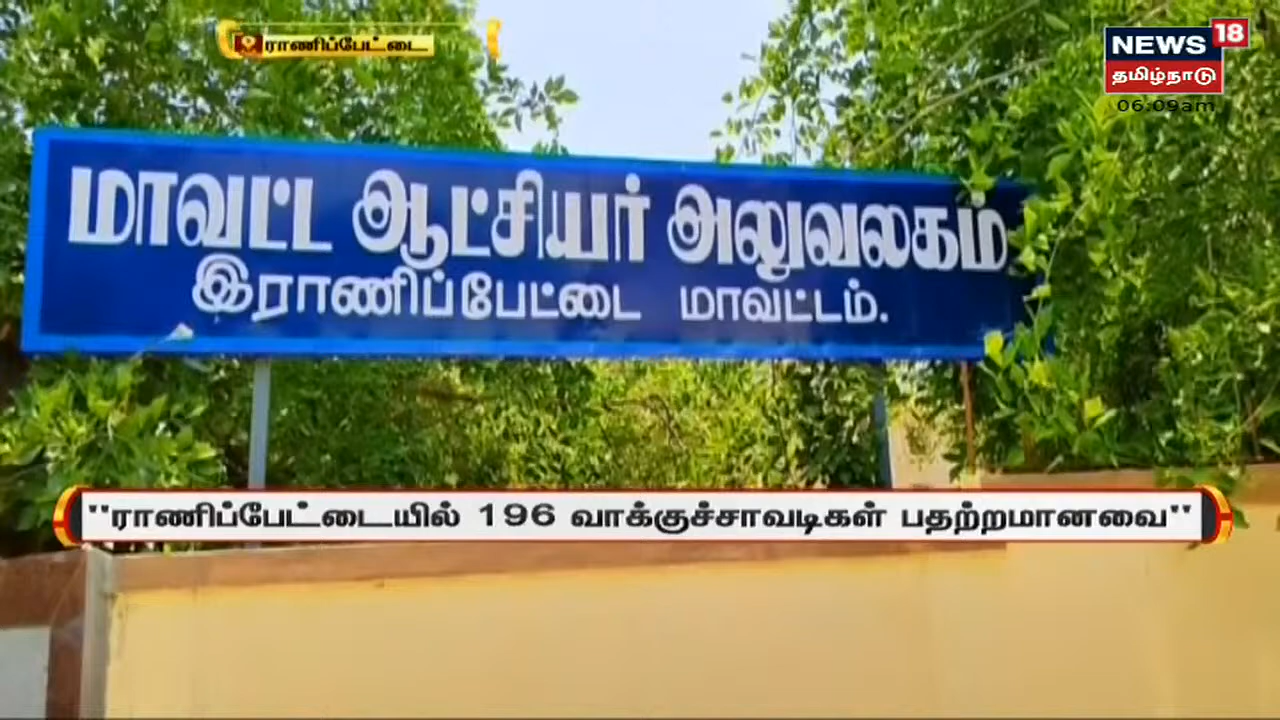 ராணிப்பேட்டை
NEWS 18
தமிழ்நாடு
06:09am
மாவட்ட ஆட்சியர் அலுவலகம்
இராணிப்பேட்டை மாவட்டம்.
"ராணிப்பேட்டையில் 196 வாக்குச்சாவடிகள் பதற்றமானவை"